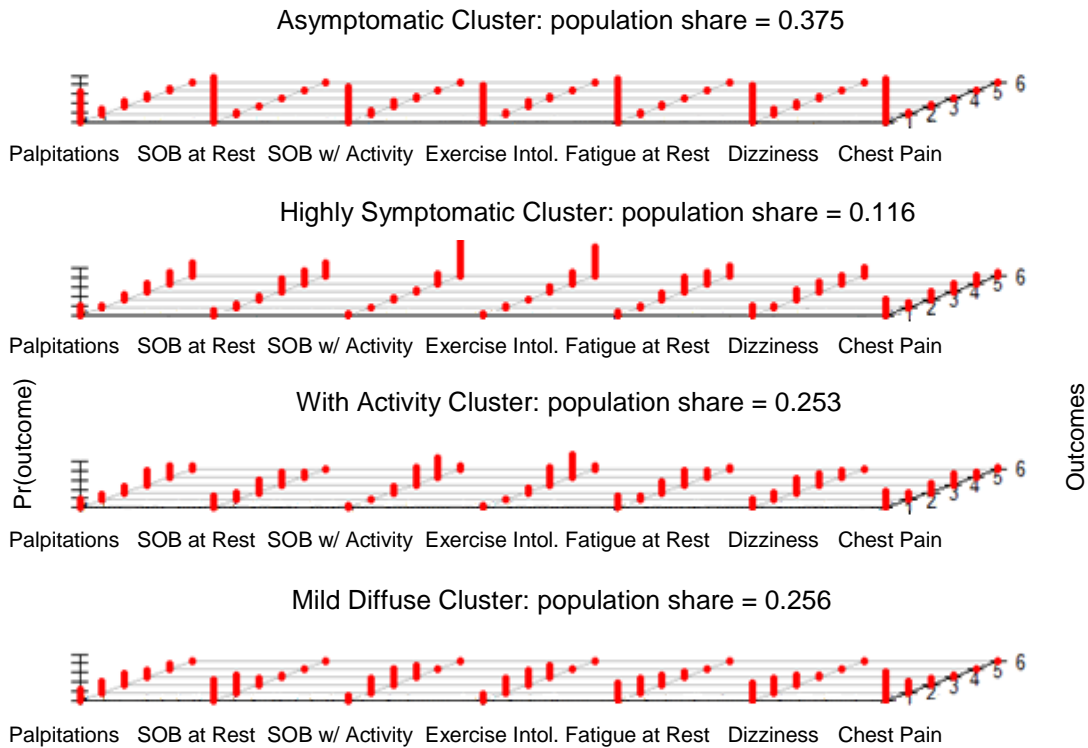 Asymptomatic Cluster: population share = 0.375
6
5
4
3
2
1
Palpitations SOB at Rest SOB w/ Activity Exercise Intol. Fatigue at Rest Dizziness Chest Pain
Highly Symptomatic Cluster: population share = 0.116
6
5
4
3
2
1
Palpitations SOB at Rest SOB w/ Activity Exercise Intol. Fatigue at Rest Dizziness Chest Pain
Pr(outcome)
Outcomes
With Activity Cluster: population share = 0.253
6
5
4
3
2
1
Palpitations SOB at Rest SOB w/ Activity Exercise Intol. Fatigue at Rest Dizziness Chest Pain
Mild Diffuse Cluster: population share = 0.256
6
5
4
3
2
1
Palpitations SOB at Rest SOB w/ Activity Exercise Intol. Fatigue at Rest Dizziness Chest Pain